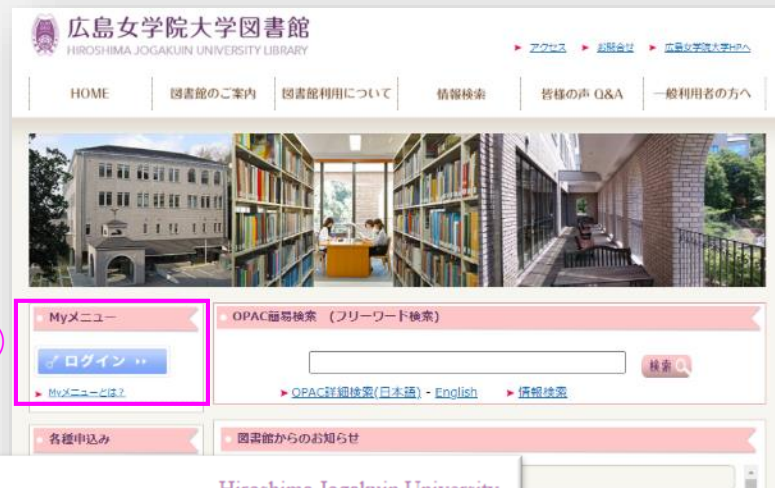 広島女学院大学図書館
HIROSHIMA JOGAKUIN UNIVERSITY LIBRARY
アクセス お問合せ 広島女学院大学HPへ
HOME 図書館のご案内 図書館利用について 情報検索 皆様の声 Q&A 一般利用者の方へ
Myメニュー
ログイン
Myメニューとは?
OPAC簡易検索 (フリーワード検索)
検索
OPAC詳細検索(日本語) - English 情報検索
各種申込み
図書館からのお知らせ
Hiroshima Jogakuin University